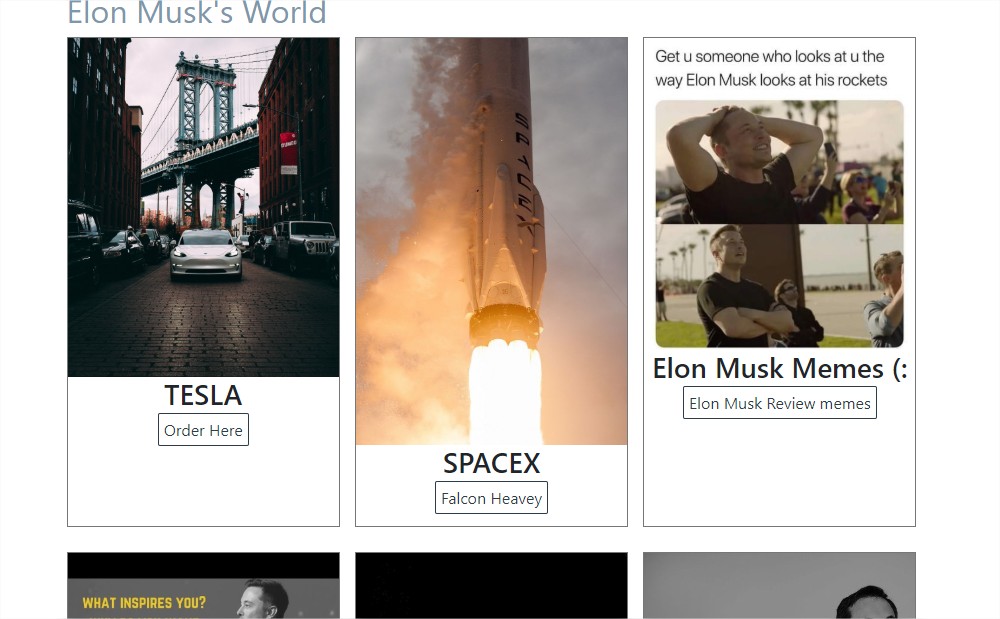 Elon Musk's World
Get u someone who looks at u the
way Elon Musk looks at his rockets
SPACEX
TESLA
Order Here
SPACEX
Falcon Heavey
Elon Musk Memes (:
Elon Musk Review memes
WHAT INSPIRES YOU?